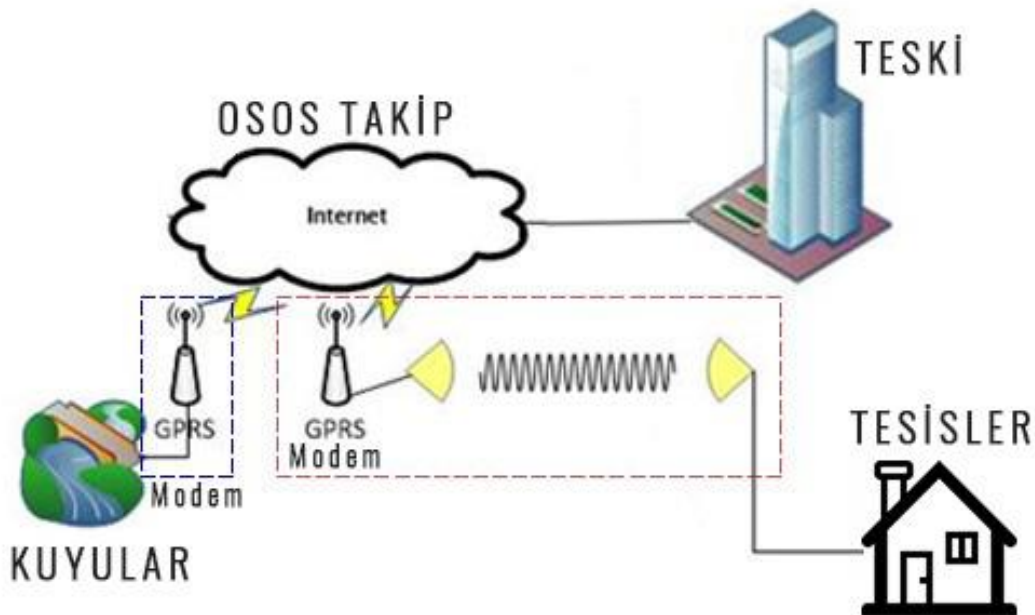 TESKİ
OSOS TAKİP
Internet
GPRS
Modem
GPRS
Modem
KUYULAR
TESİSLER